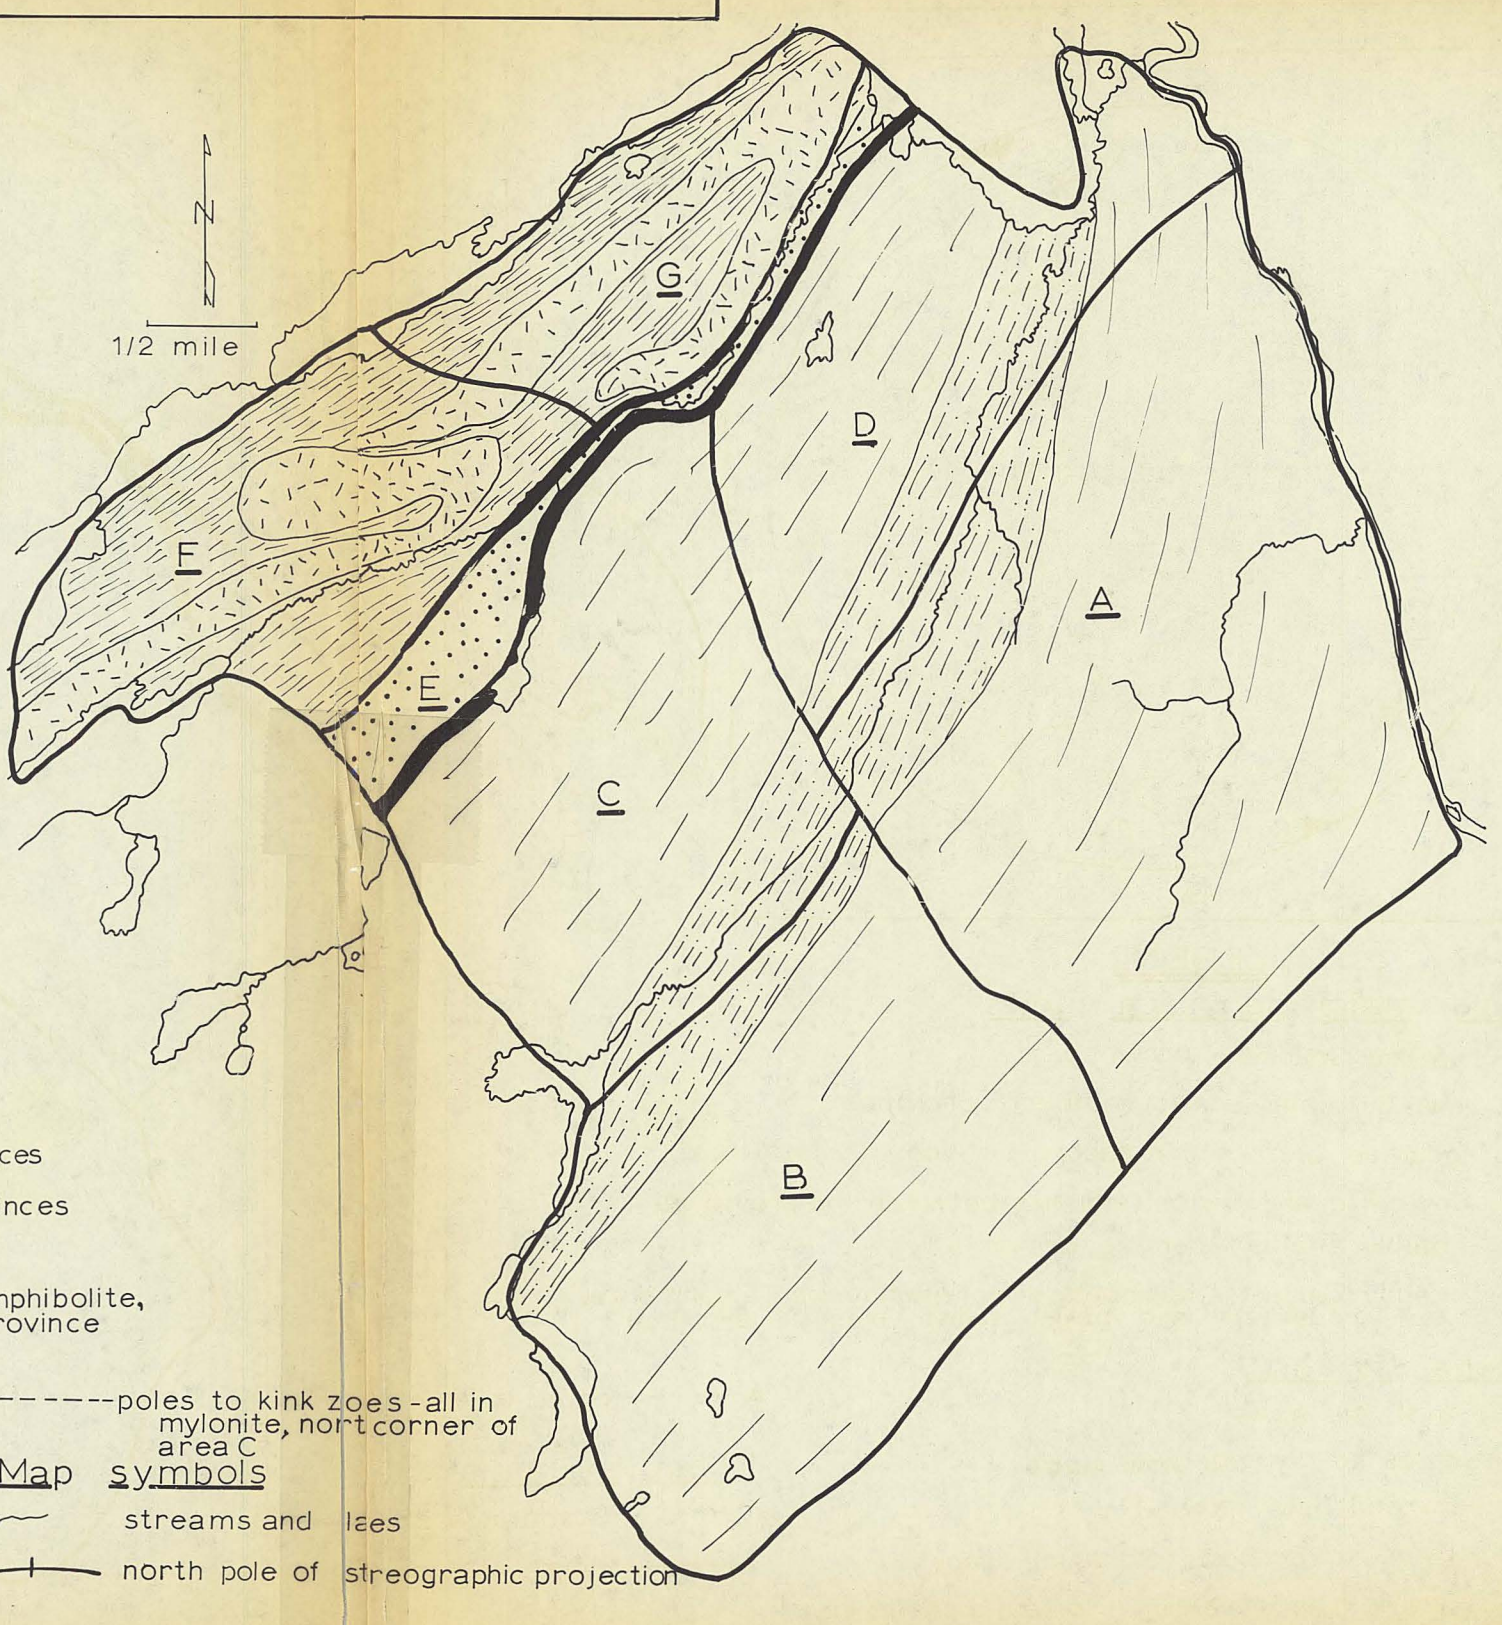 N
1/2 mile
G
D
F
A
E
C
B
ces
nces
nphibolite,
rovince
------poles to kink zoes-all in
mylonite, nortcorner of
area C
Map symbols
streams and laes
north pole of streographic projection